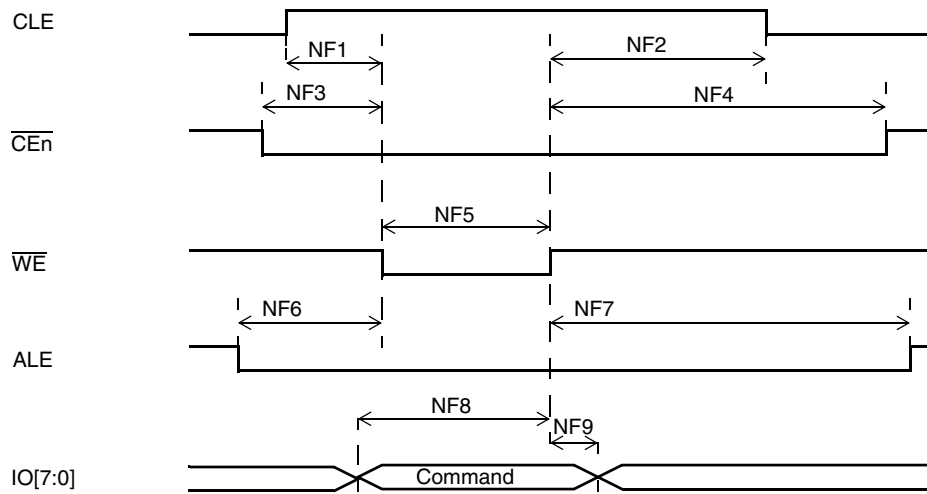 CLE
NF1
NF2
NF3
NF4
CEn
NF5
WE
NF6
NF7
ALE
NF8
NF9
IO[7:0]
Command